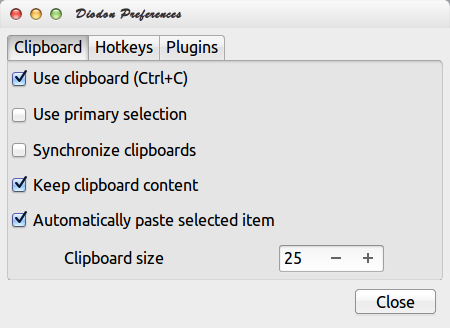 Diodon Preferences
Clipboard Hotkeys Plugins
Use clipboard (Ctrl+C)
Use primary selection
Synchronize clipboards
Keep clipboard content
Automatically paste selected item
Clipboard size 25 − +
Close